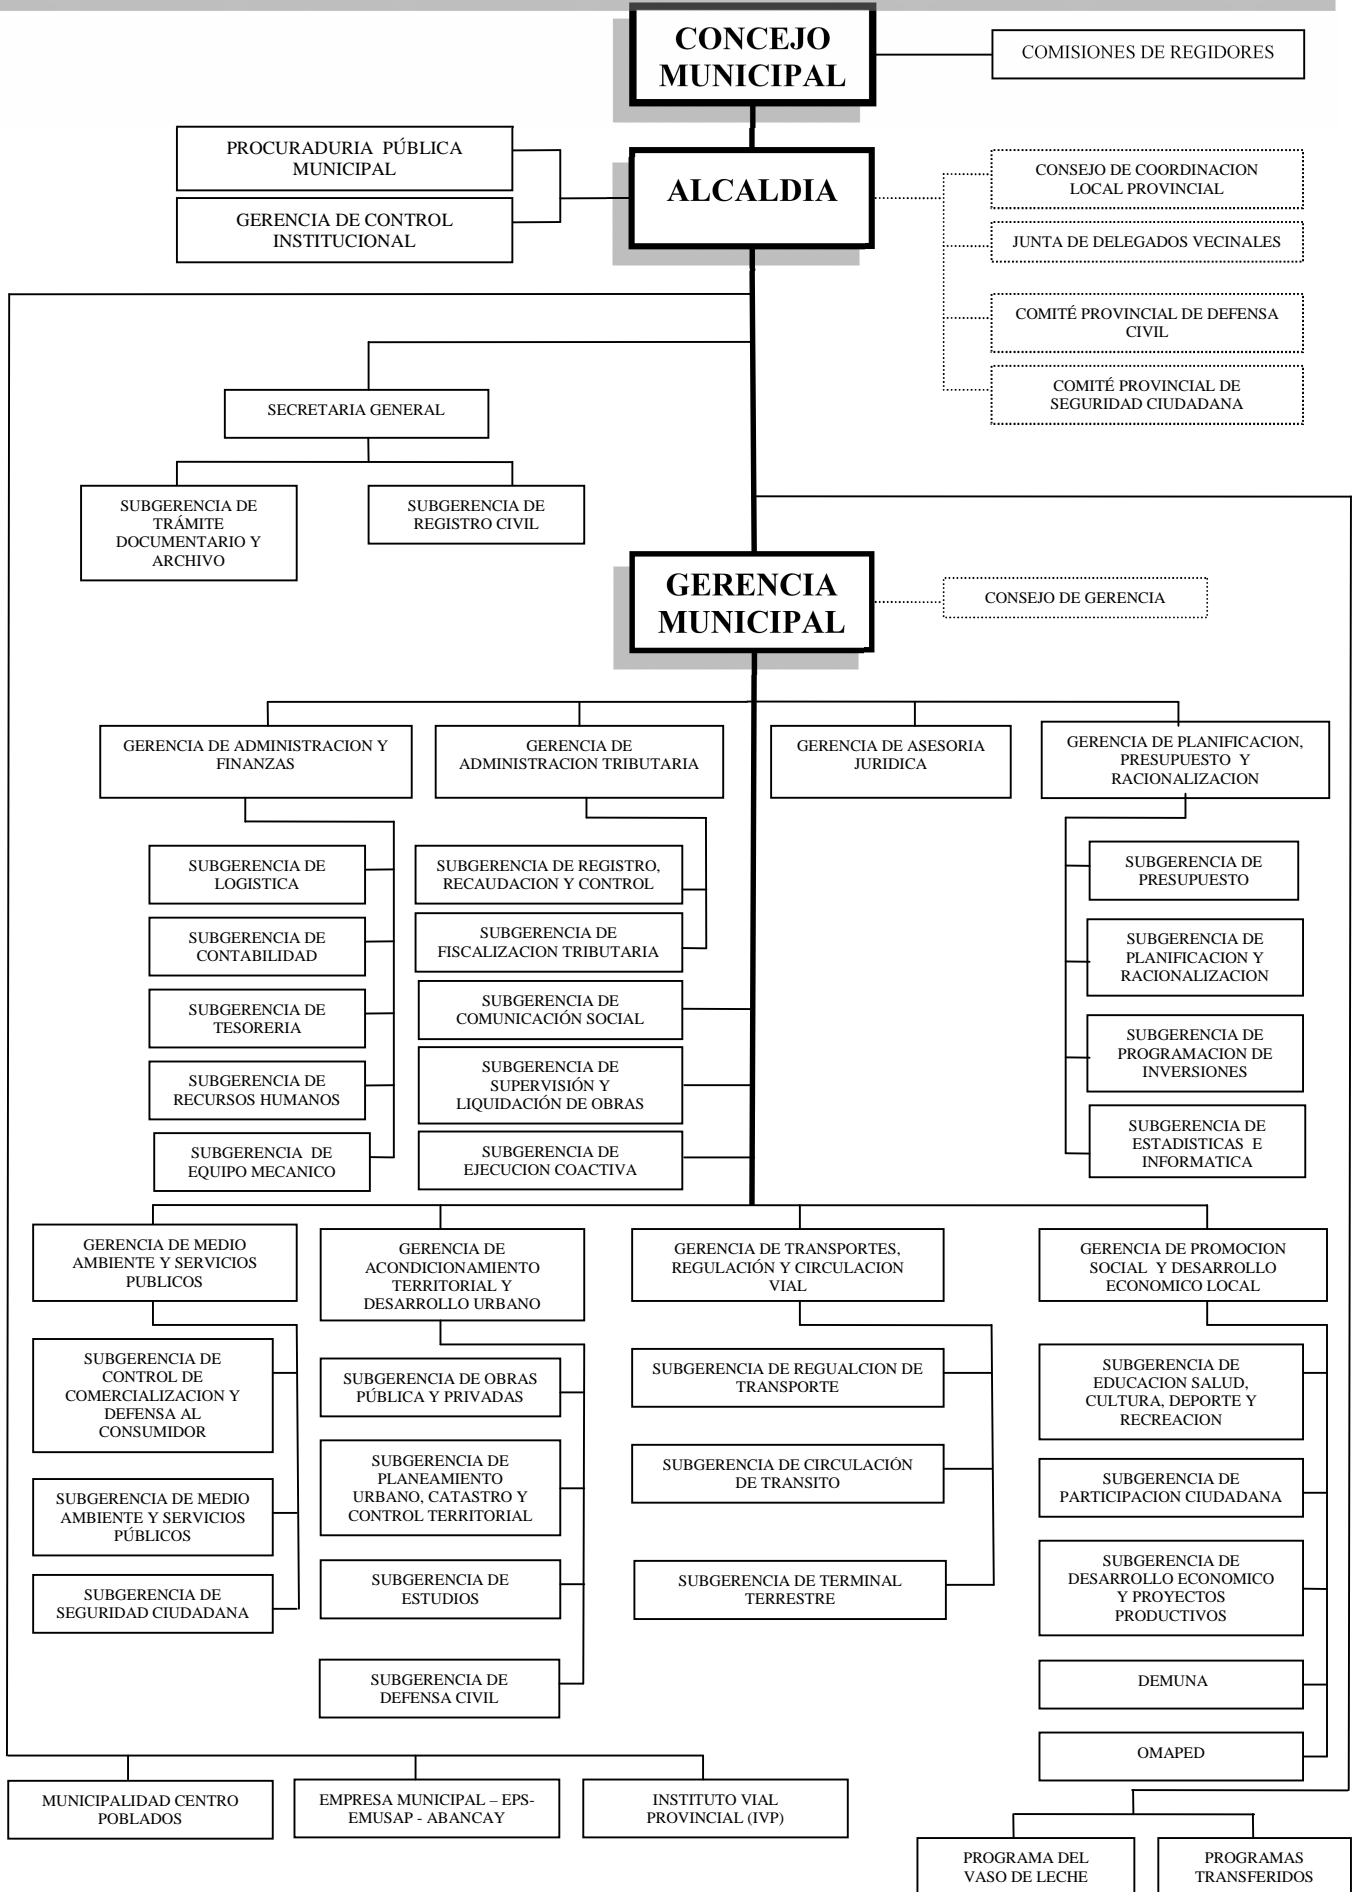 CONCEJO
MUNICIPAL
COMISIONES DE REGIDORES
PROCURADURIA PÚBLICA
MUNICIPAL
GERENCIA DE CONTROL
INSTITUCIONAL
ALCALDIA
CONSEJO DE COORDINACION
LOCAL PROVINCIAL
JUNTA DE DELEGADOS VECINALES
COMITÉ PROVINCIAL DE DEFENSA
CIVIL
COMITÉ PROVINCIAL DE
SEGURIDAD CIUDADANA
SECRETARIA GENERAL
SUBGERENCIA DE
TRÁMITE
DOCUMENTARIO Y
ARCHIVO
SUBGERENCIA DE
REGISTRO CIVIL
GERENCIA
MUNICIPAL
CONSEJO DE GERENCIA
GERENCIA DE ADMINISTRACION Y
FINANZAS
GERENCIA DE
ADMINISTRACION TRIBUTARIA
GERENCIA DE ASESORIA
JURIDICA
GERENCIA DE PLANIFICACION,
PRESUPUESTO Y
RACIONALIZACION
SUBGERENCIA DE
LOGISTICA
SUBGERENCIA DE
CONTABILIDAD
SUBGERENCIA DE
TESORERIA
SUBGERENCIA DE
RECURSOS HUMANOS
SUBGERENCIA DE
EQUIPO MECANICO
SUBGERENCIA DE REGISTRO,
RECAUDACION Y CONTROL
SUBGERENCIA DE
FISCALIZACION TRIBUTARIA
SUBGERENCIA DE
COMUNICACIÓN SOCIAL
SUBGERENCIA DE
SUPERVISIÓN Y
LIQUIDACIÓN DE OBRAS
SUBGERENCIA DE
EJECUCION COACTIVA
SUBGERENCIA DE
PRESUPUESTO
SUBGERENCIA DE
PLANIFICACION Y
RACIONALIZACION
SUBGERENCIA DE
PROGRAMACION DE
INVERSIONES
SUBGERENCIA DE
ESTADISTICAS E
INFORMATICA
GERENCIA DE MEDIO
AMBIENTE Y SERVICIOS
PUBLICOS
GERENCIA DE
ACONDICIONAMIENTO
TERRITORIAL Y
DESARROLLO URBANO
GERENCIA DE TRANSPORTES,
REGULACIÓN Y CIRCULACION
VIAL
GERENCIA DE PROMOCION
SOCIAL Y DESARROLLO
ECONOMICO LOCAL
SUBGERENCIA DE
CONTROL DE
COMERCIALIZACION Y
DEFENSA AL
CONSUMIDOR
SUBGERENCIA DE MEDIO
AMBIENTE Y SERVICIOS
PÚBLICOS
SUBGERENCIA DE
SEGURIDAD CIUDADANA
SUBGERENCIA DE OBRAS
PÚBLICA Y PRIVADAS
SUBGERENCIA DE
PLANEAMIENTO
URBANO, CATASTRO Y
CONTROL TERRITORIAL
SUBGERENCIA DE
ESTUDIOS
SUBGERENCIA DE
DEFENSA CIVIL
SUBGERENCIA DE REGUALCION DE
TRANSPORTE
SUBGERENCIA DE CIRCULACIÓN
DE TRANSITO
SUBGERENCIA DE TERMINAL
TERRESTRE
SUBGERENCIA DE
EDUCACION SALUD,
CULTURA, DEPORTE Y
RECREACION
SUBGERENCIA DE
PARTICIPACION CIUDADANA
SUBGERENCIA DE
DESARROLLO ECONOMICO
Y PROYECTOS
PRODUCTIVOS
DEMUNA
OMAPED
MUNICIPALIDAD CENTRO
POBLADOS
EMPRESA MUNICIPAL – EPS-
EMUSAP - ABANCAY
INSTITUTO VIAL
PROVINCIAL (IVP)
PROGRAMA DEL
VASO DE LECHE
PROGRAMAS
TRANSFERIDOS